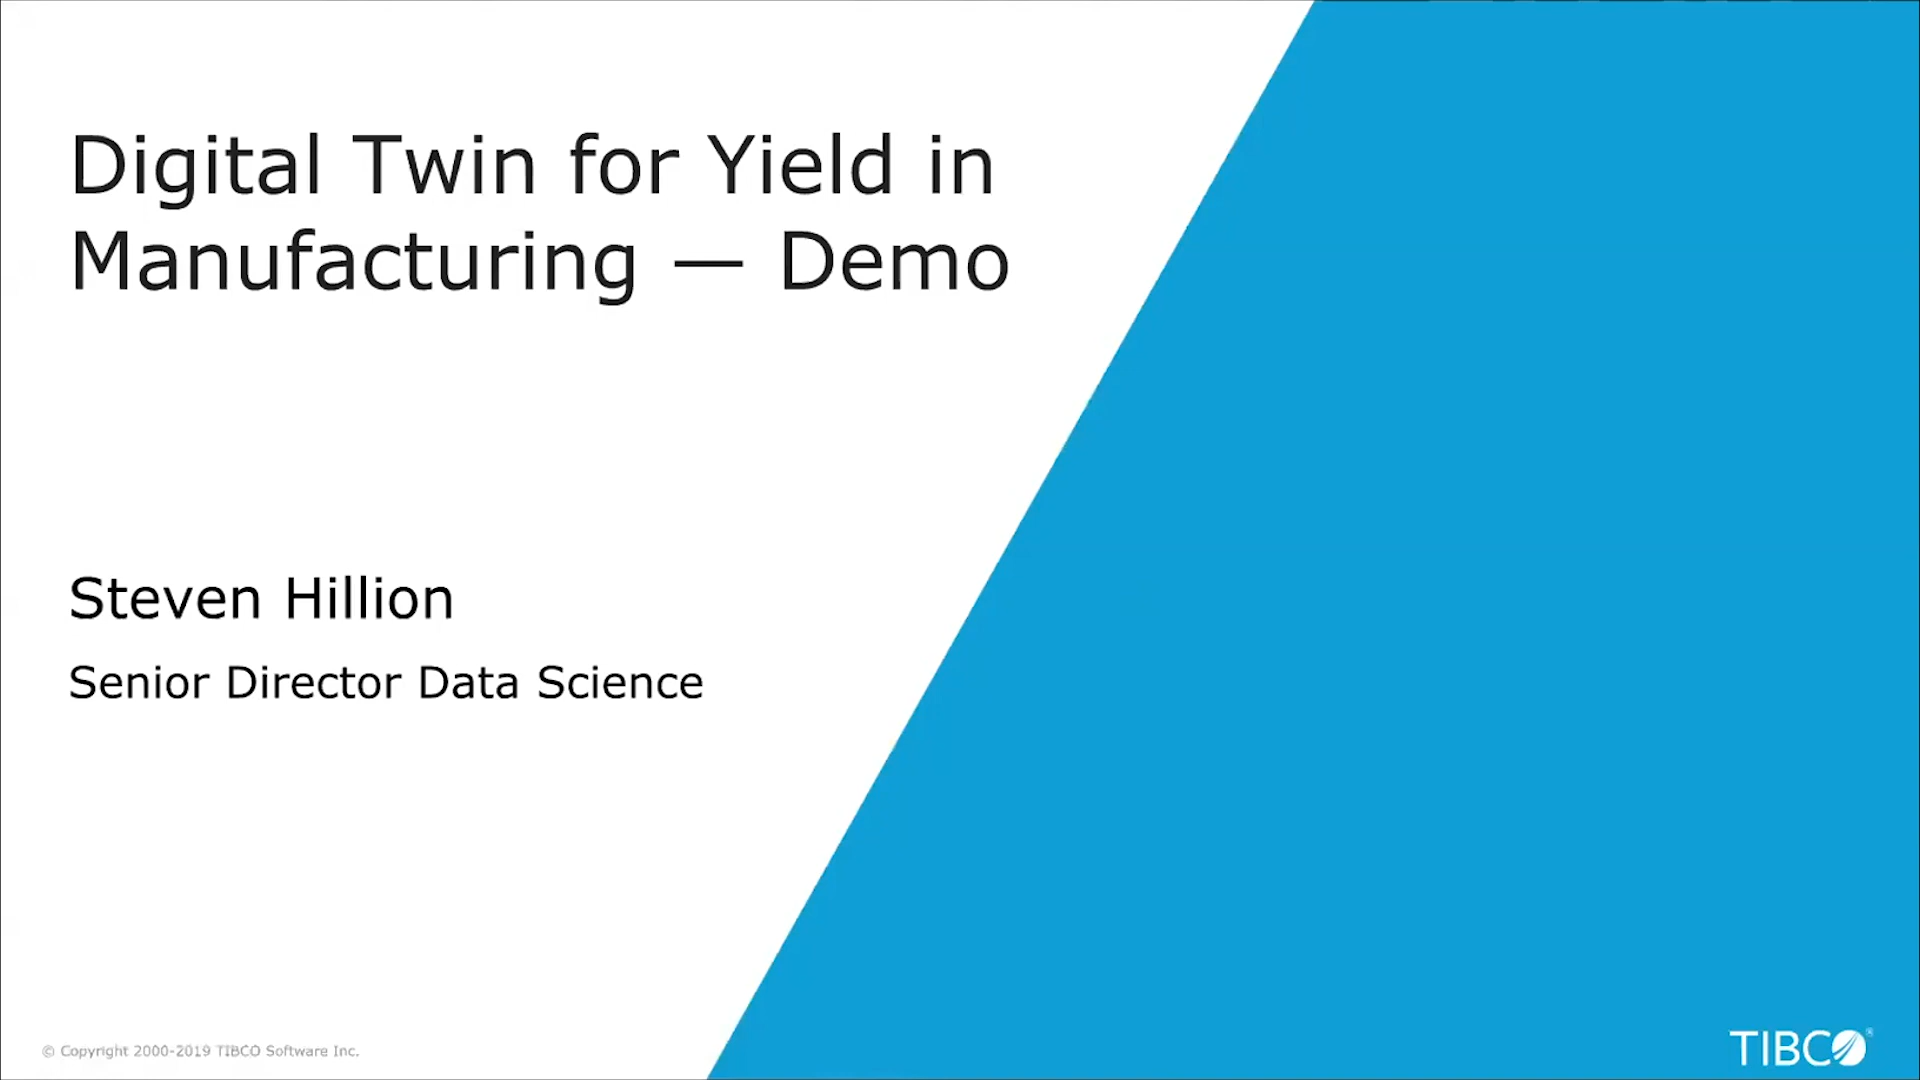 Digital Twin for Yield in
Manufacturing — Demo
Steven Hillion
Senior Director Data Science
© Copyright 2000-2019 TIBCO Software Inc.
TIBCO®